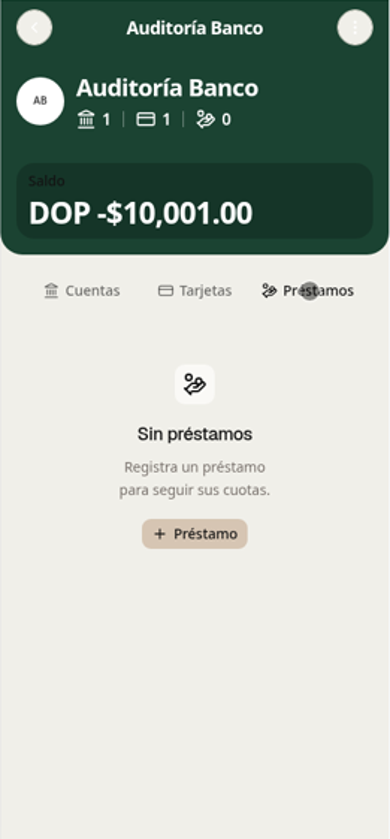 Auditoría Banco
AB
Auditoría Banco
1 | 1 | 0
Saldo
DOP -$10,001.00
Cuentas Tarjetas Préstamos
Sin préstamos
Registra un préstamo
para seguir sus cuotas.
+ Préstamo